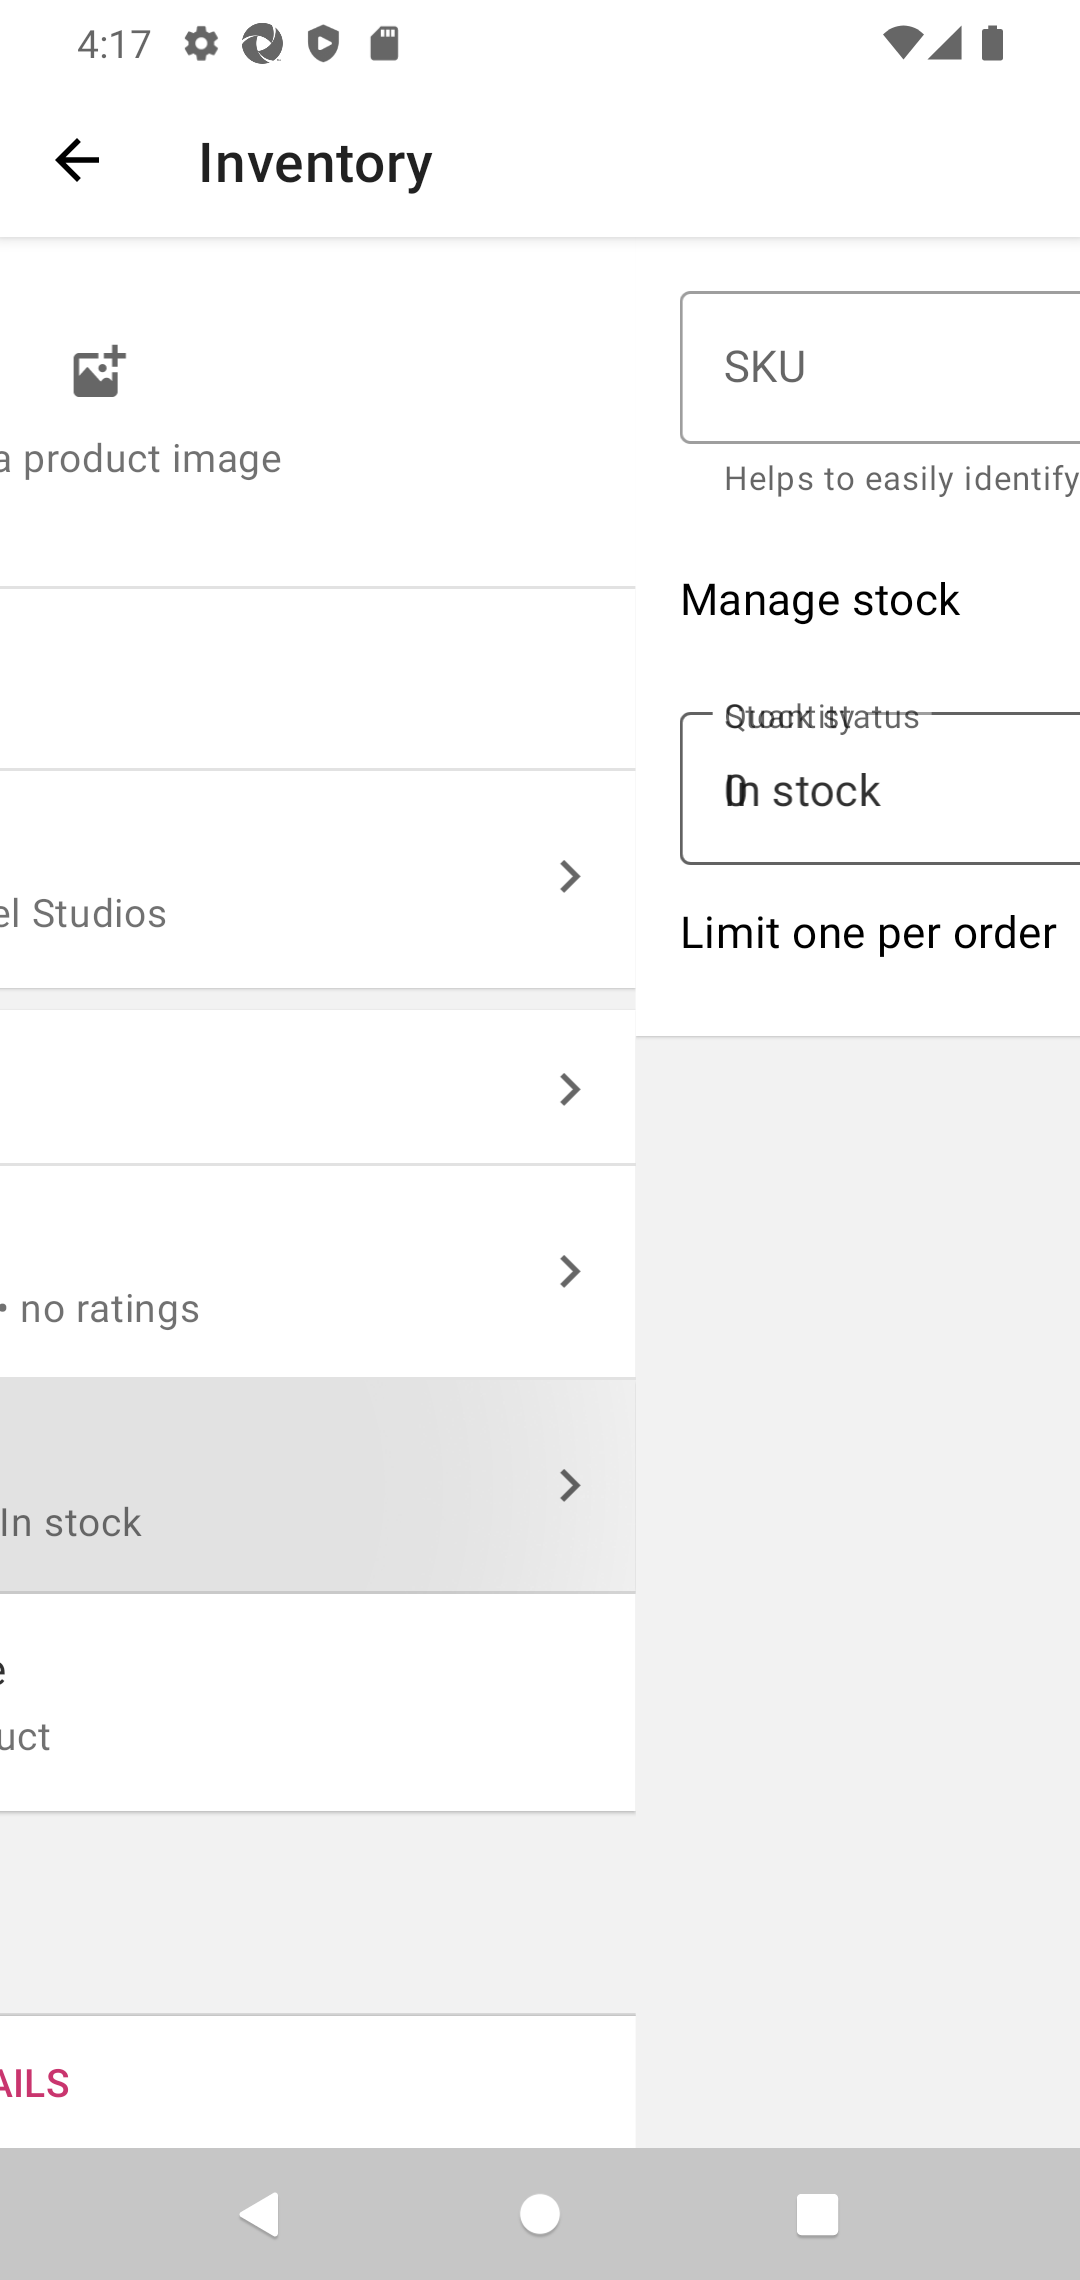 4:17
Inventory
a product image
SKU
Helps to easily identify
Manage stock
Stock status
Quantity
In stock
0
el Studios
Limit one per order
• no ratings
In stock
e
uct
AILS